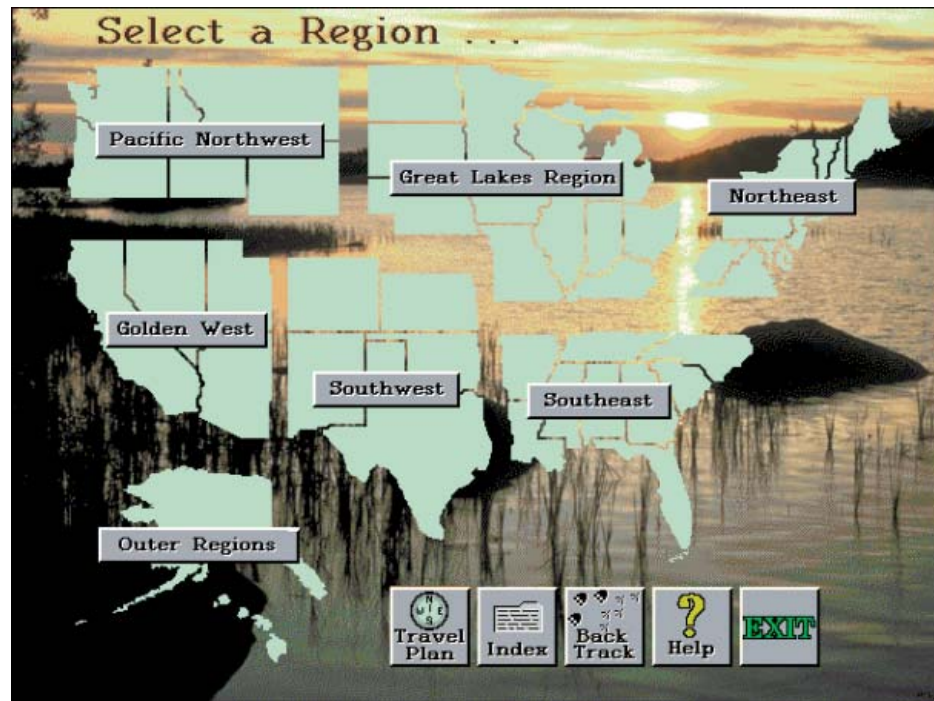 Select a Region ...
Pacific Northwest
Great Lakes Region
Northeast
Golden West
Southwest
Southeast
Outer Regions
N
W E
S
Travel
Plan
Index
Back
Track
Help
EXIT